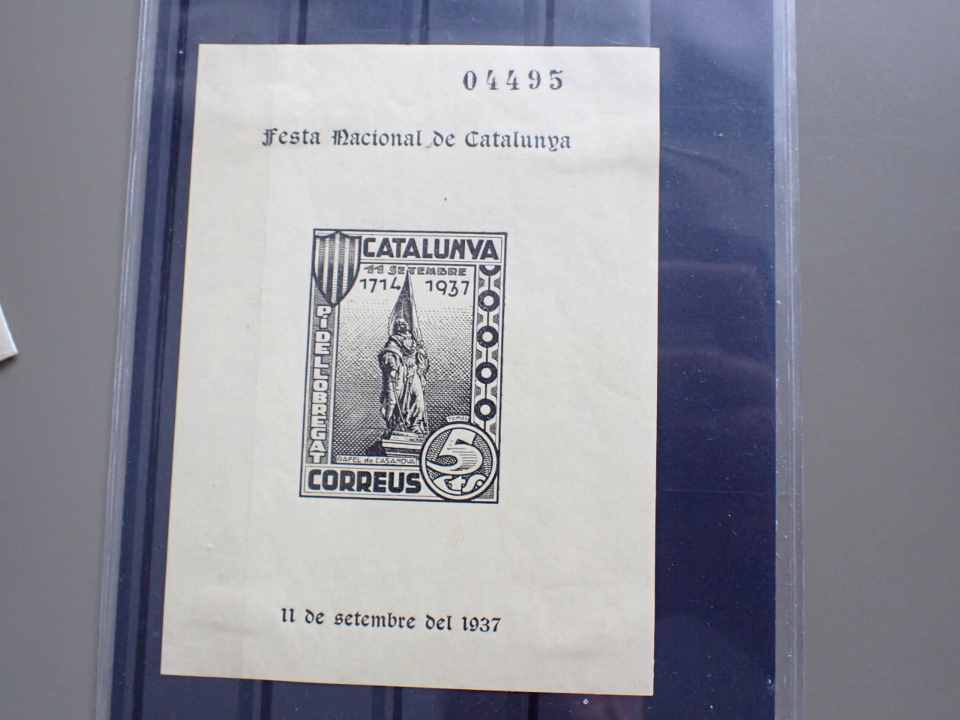 04495
Festa Nacional de Catalunya
CATALUNYA
11 SETEMBRE
1714 1937
PI DE LLOBREGAT
RAFEL de CASANOVA
5 cts
CORREUS
11 de setembre del 1937